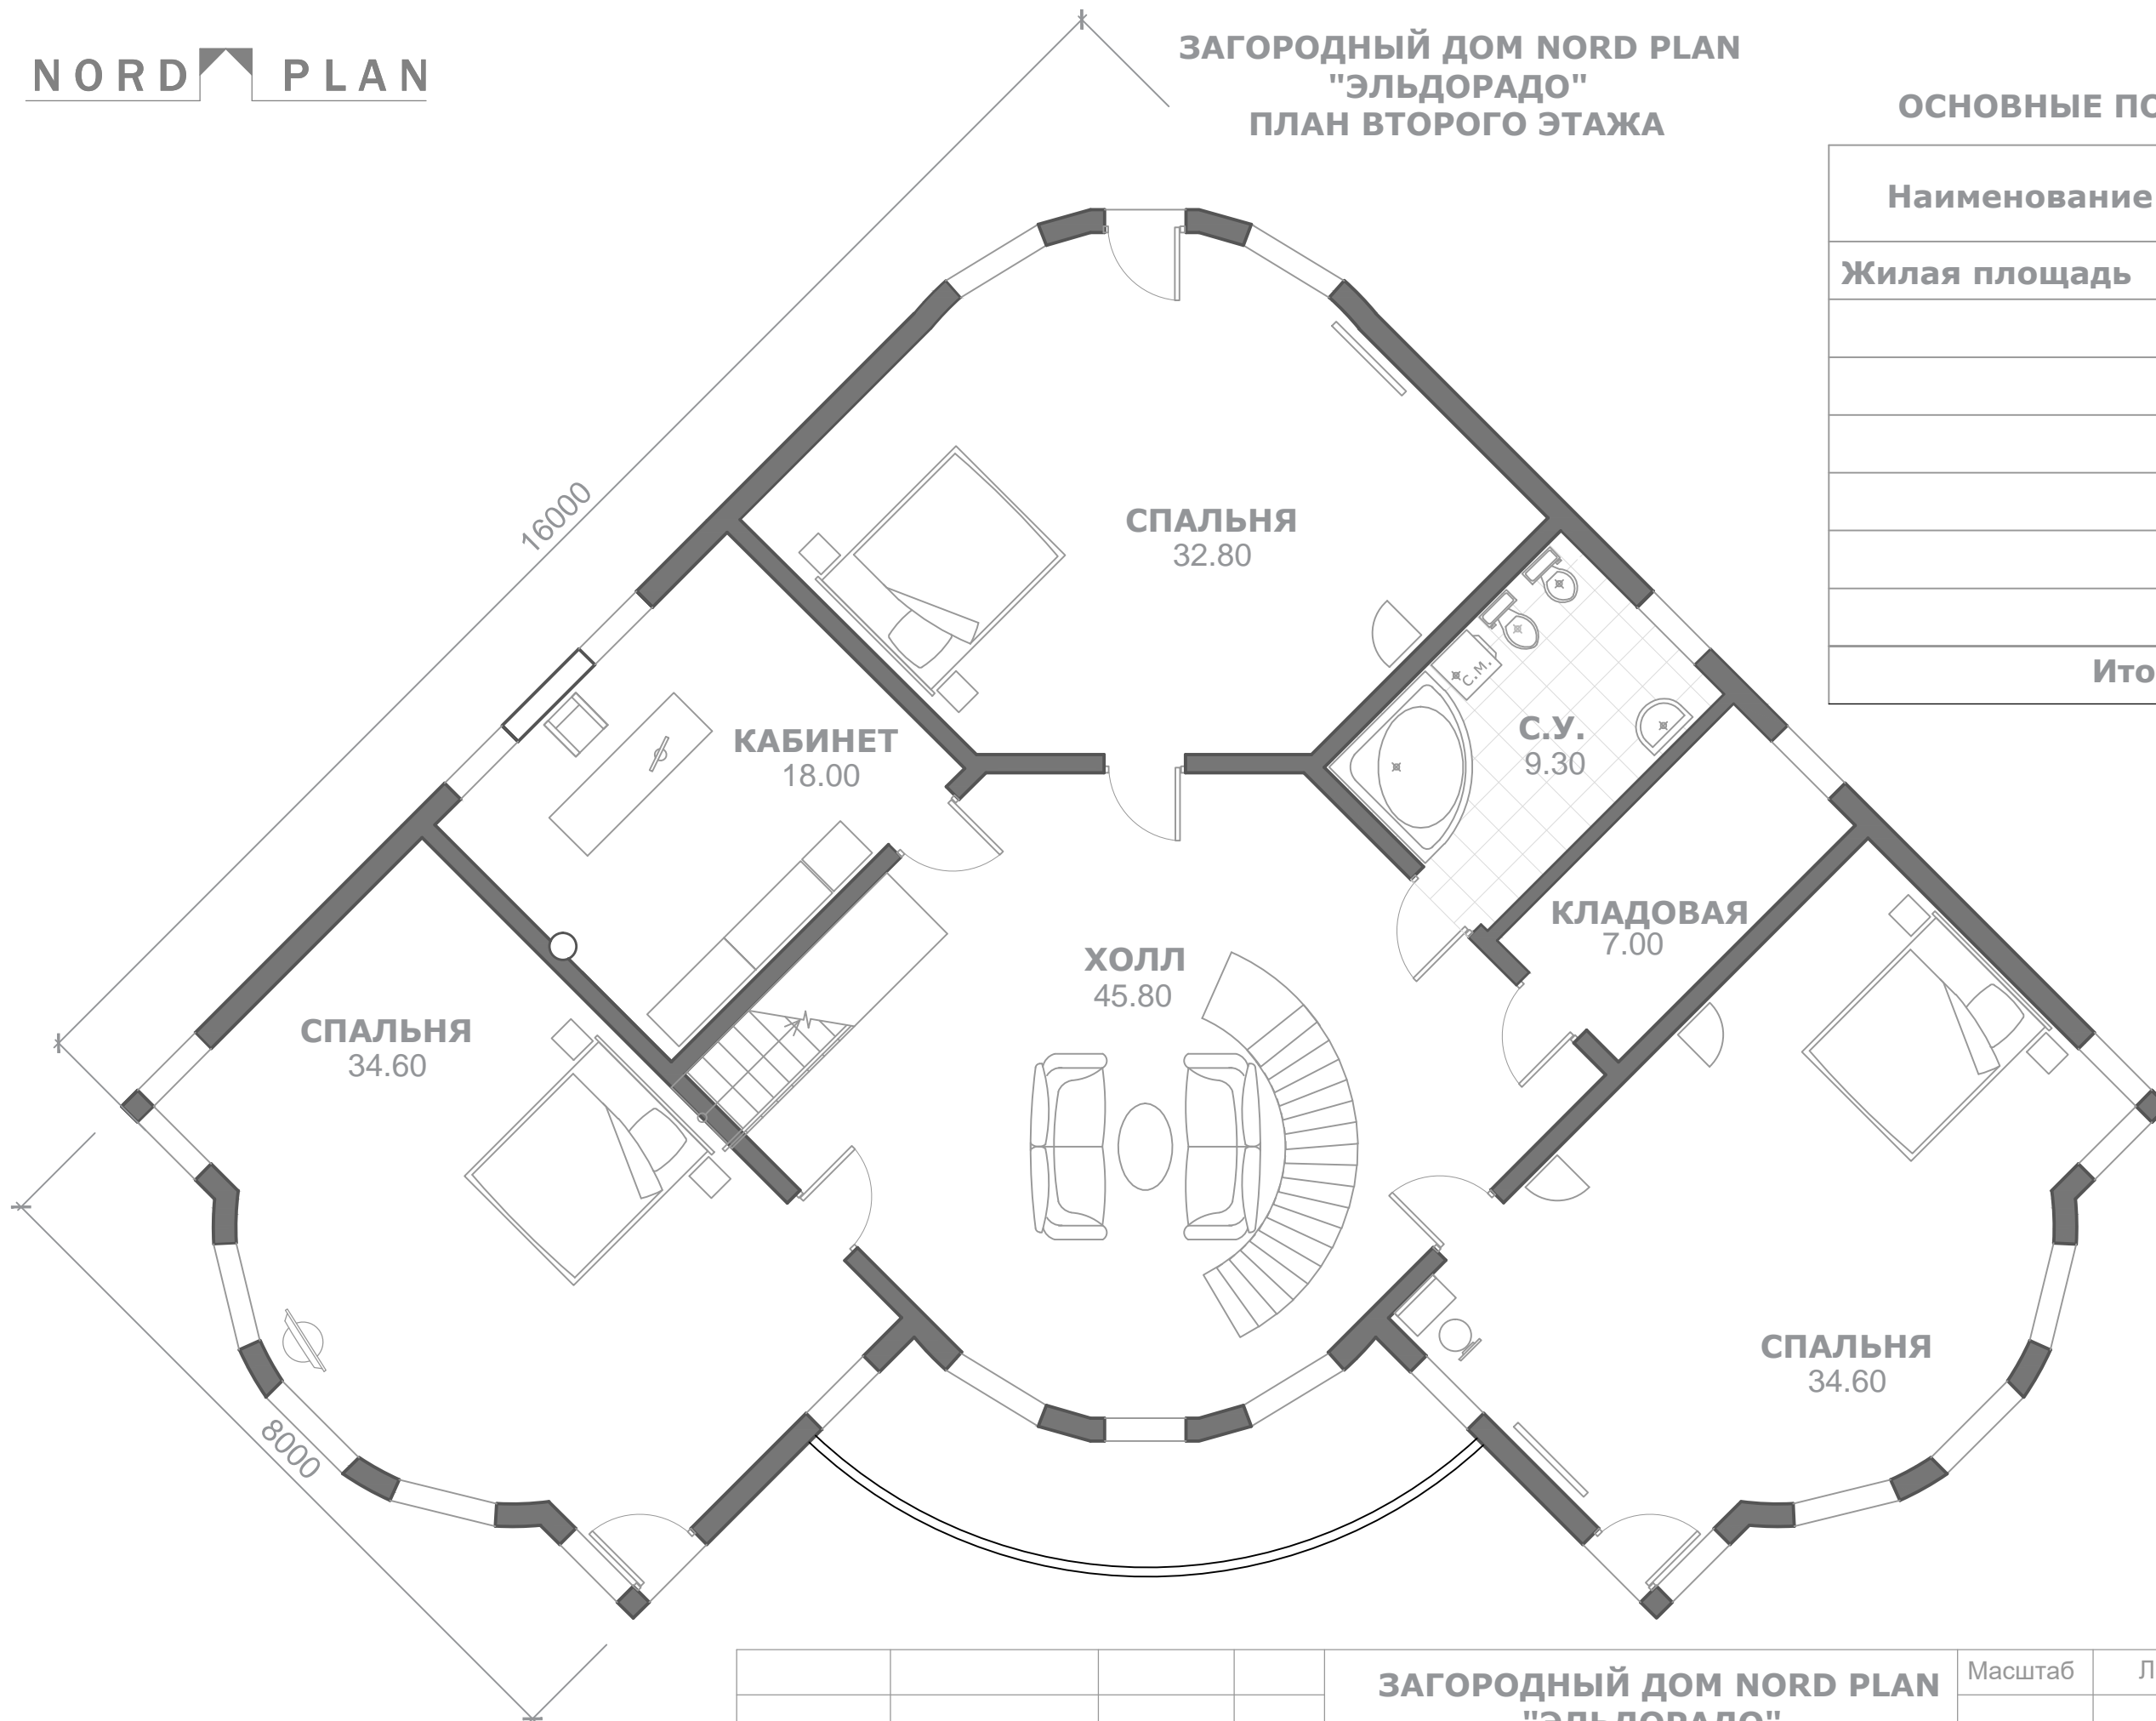 NORD PLAN
ЗАГОРОДНЫЙ ДОМ NORD PLAN
"ЭЛЬДОРАДО"
ПЛАН ВТОРОГО ЭТАЖА
ОСНОВНЫЕ
Наименование
Жилая площадь
16000
СПАЛЬНЯ
32.80
С.М.
КАБИНЕТ
18.00
С.У.
9.30
КЛАДОВАЯ
7.00
ХОЛЛ
45.80
СПАЛЬНЯ
34.60
СПАЛЬНЯ
34.60
8000
ЗАГОРОДНЫЙ ДОМ NORD PLAN
"ЭЛЬДОРАДО"
Масштаб